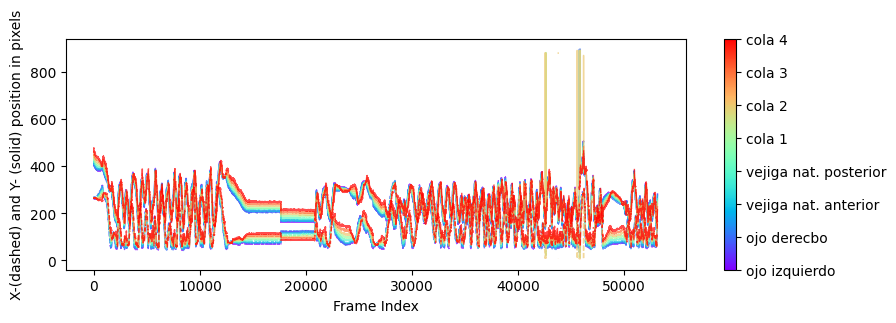 X-(dashed) and Y- (solid) position in pixels
800
600
400
200
0
0
10000
20000
30000
40000
50000
Frame Index
cola 4
cola 3
cola 2
cola 1
vejiga nat. posterior
vejiga nat. anterior
ojo derecbo
ojo izquierdo